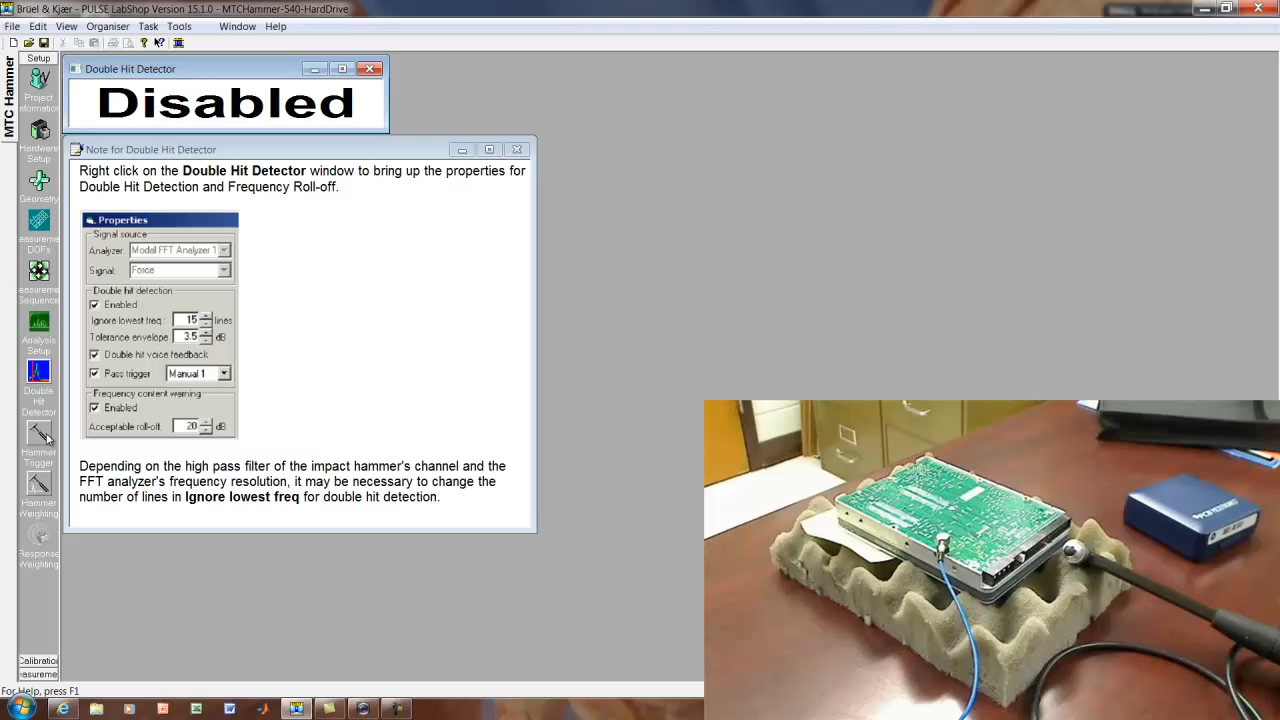 Brüel & Kjær - PULSE LabShop Version 15.1.0 - MTCHammer-540-HardDrive
File Edit View Organiser Task Tools Window Help
MTC Hammer
Setup
Project
Information
Hardware
Setup
Geometry
easureme
DOFs
easureme
Sequence
Analysis
Setup
Double
Hit
Detector
Hammer
Trigger
Hammer
Weighting
Response
Weighting
Calibration
easureme
Double Hit Detector
Disabled
Note for Double Hit Detector
Right click on the Double Hit Detector window to bring up the properties for
Double Hit Detection and Frequency Roll-off.
Properties
Signal source
Analyzer: Modal FFT Analyzer 1
Signal: Force
Double hit detection
Enabled
Ignore lowest freq.: 15 lines
Tolerance envelope 3.5 dB
Double hit voice feedback
Pass trigger Manual 1
Frequency content warning
Enabled
Acceptable roll-off: 20 dB
Depending on the high pass filter of the impact hammer's channel and the
FFT analyzer's frequency resolution, it may be necessary to change the
number of lines in Ignore lowest freq for double hit detection.
For Help, press F1